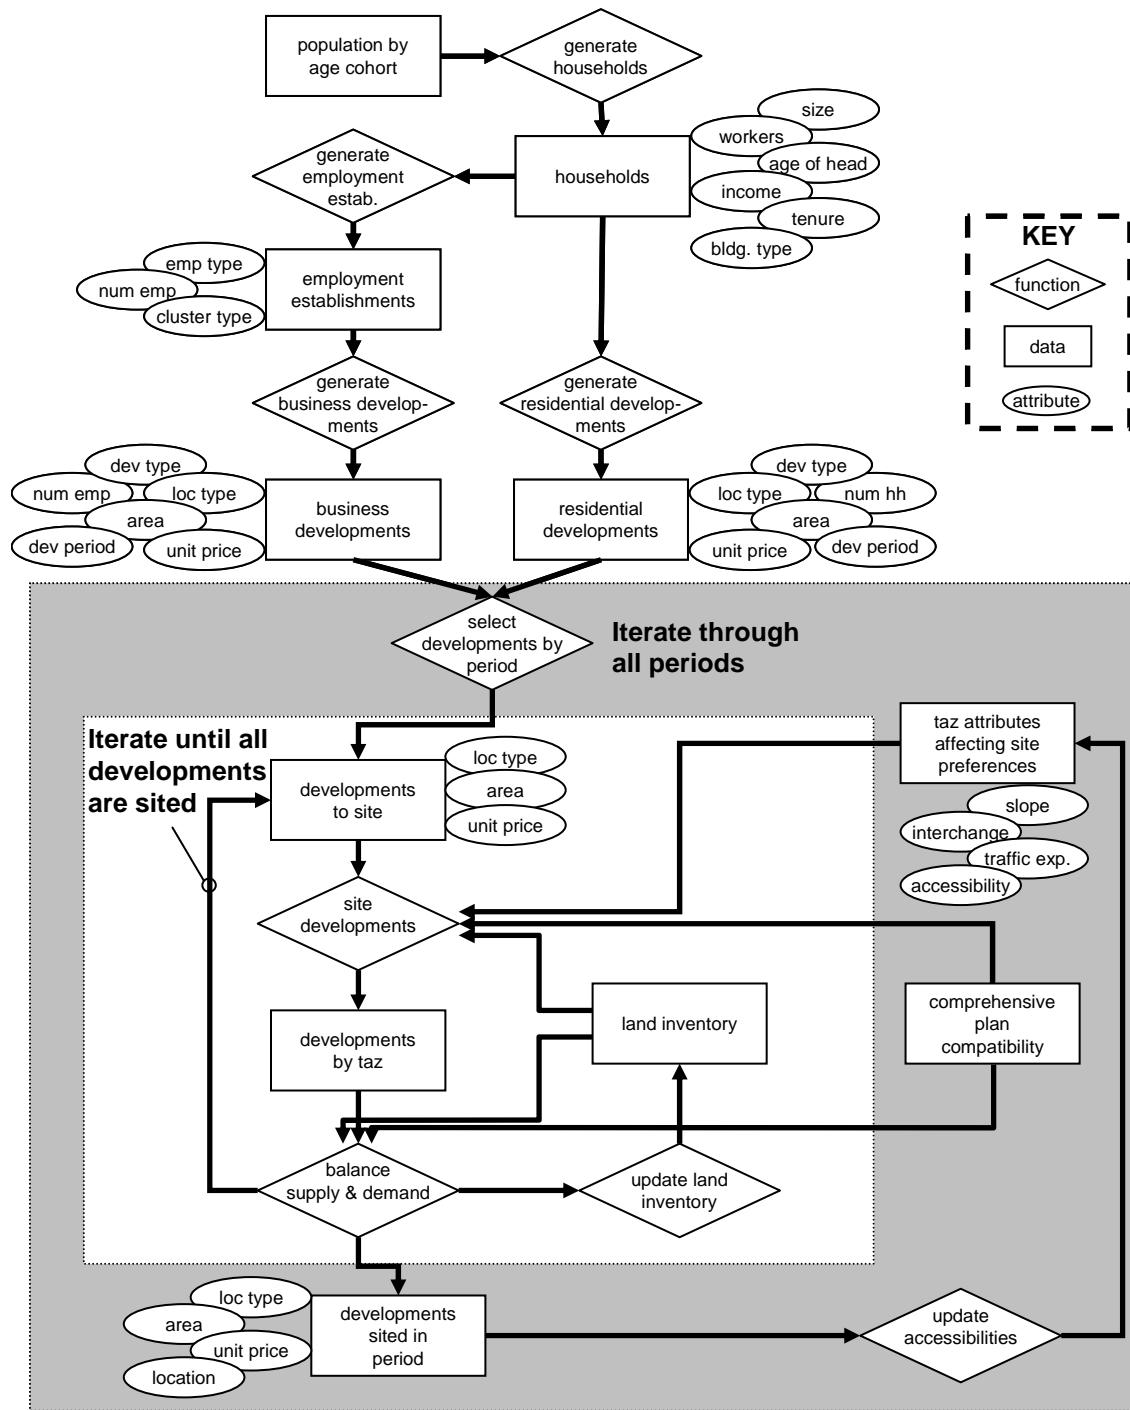 population by
age cohort
generate
households
size
workers
age of head
income
tenure
bldg. type
households
generate
employment
estab.
KEY
function
data
attribute
emp type
num emp
cluster type
employment
establishments
generate
business develop-
ments
generate
residential develop-
ments
dev type
num emp
loc type
area
dev period
unit price
business
developments
residential
developments
dev type
loc type
num hh
area
unit price
dev period
select
developments by
period
Iterate through
all periods
Iterate until all
developments
are sited
developments
to site
loc type
area
unit price
taz attributes
affecting site
preferences
slope
interchange
traffic exp.
accessibility
site
developments
developments
by taz
land inventory
comprehensive
plan
compatibility
balance
supply & demand
update land
inventory
loc type
area
unit price
location
developments
sited in
period
update
accessibilities